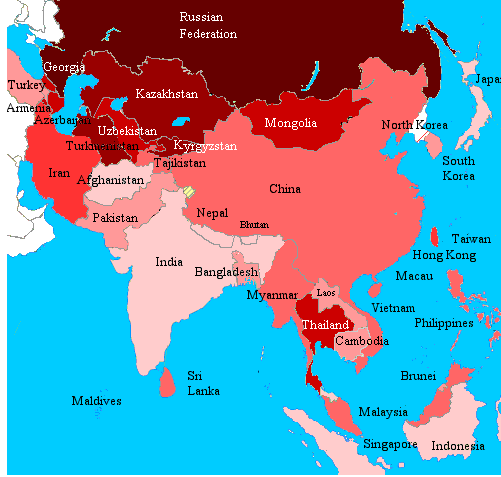 Russian
Federation
Georgia
Turkey
Kazakhstan
Armenia
Azerbaijan
Uzbekistan
Mongolia
North Korea
Japan
Turkmenistan
Kyrgyzstan
South
Korea
Tajikistan
Iran
Afghanistan
China
Pakistan
Nepal
Bhutan
Taiwan
India
Hong Kong
Bangladesh
Macau
Myanmar
Laos
Vietnam
Thailand
Philippines
Cambodia
Sri
Lanka
Brunei
Maldives
Malaysia
Singapore
Indonesia